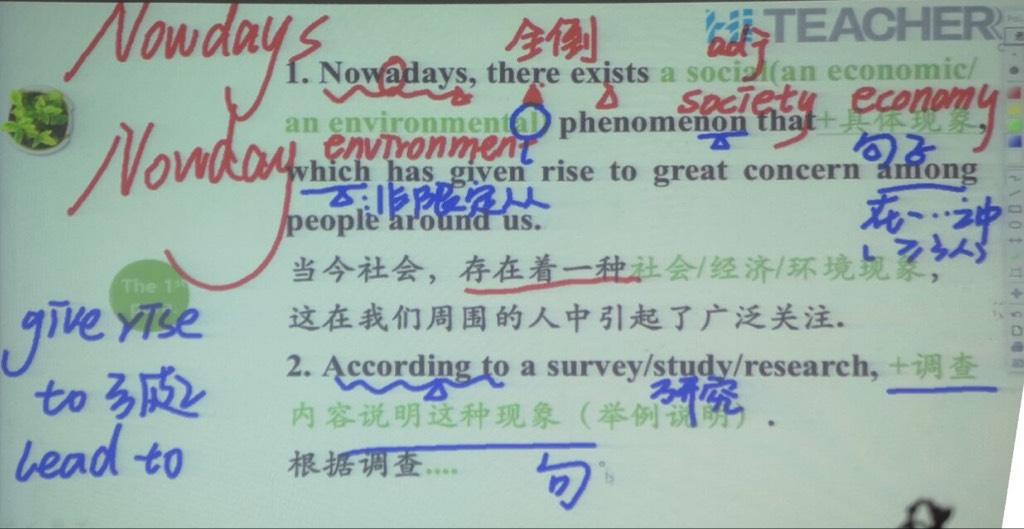 Nowdays
全倒
adj
TEACHER
1. Nowadays, there exists a social(an economic/
society economy
an environmental) phenomenon that+具体现象,
environment
句子
Nowday
which has given rise to great concern among
非限定从
在……之中
people around us.
(≥3人)
当今社会，存在着一种社会/经济/环境现象，
The 1st
这在我们周围的人中引起了广泛关注.
give rise
to 引起
Lead to
2. According to a survey/study/research, +调查
研究
内容说明这种现象（举例说明）.
根据调查....
句